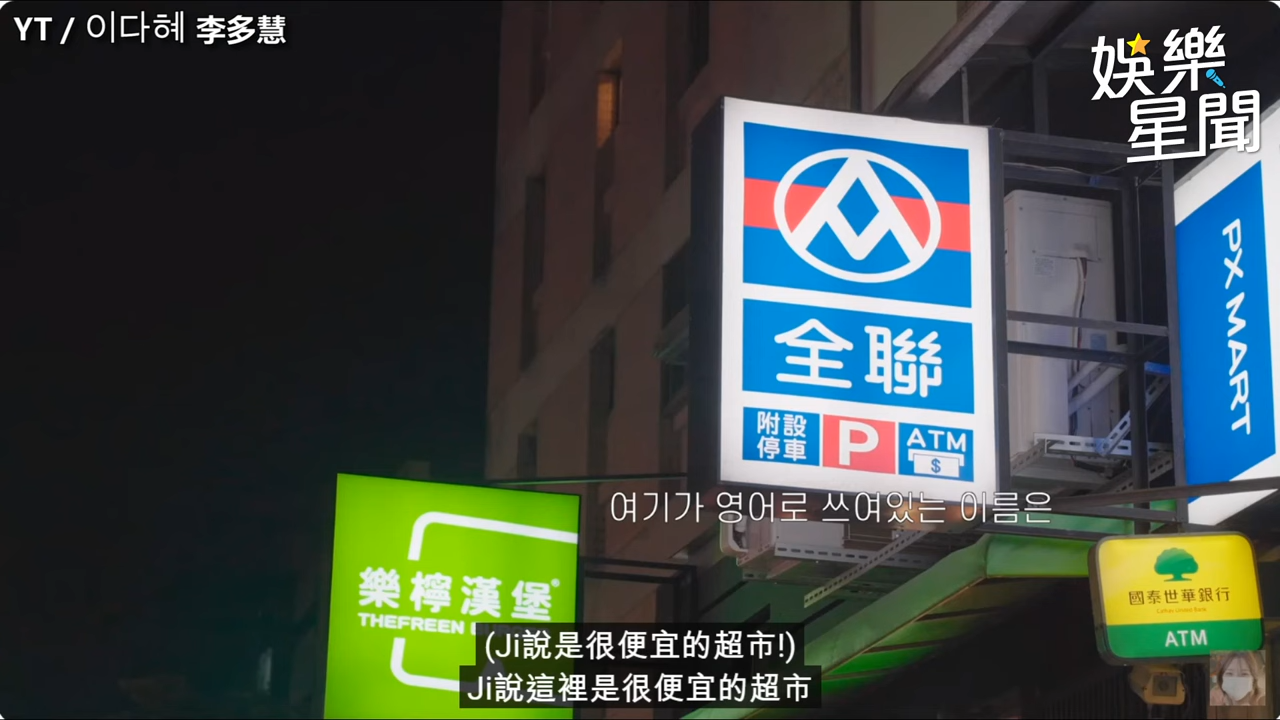 YT / 이다혜 李多慧
娛樂
星聞
全聯
附設
停車
P
ATM
$
PX MART
여기가 영어로 쓰여있는 이름은
樂檸漢堡®
THEFREEN
國泰世華銀行
Cathay United Bank
ATM
(Ji說是很便宜的超市!)
Ji說這裡是很便宜的超市